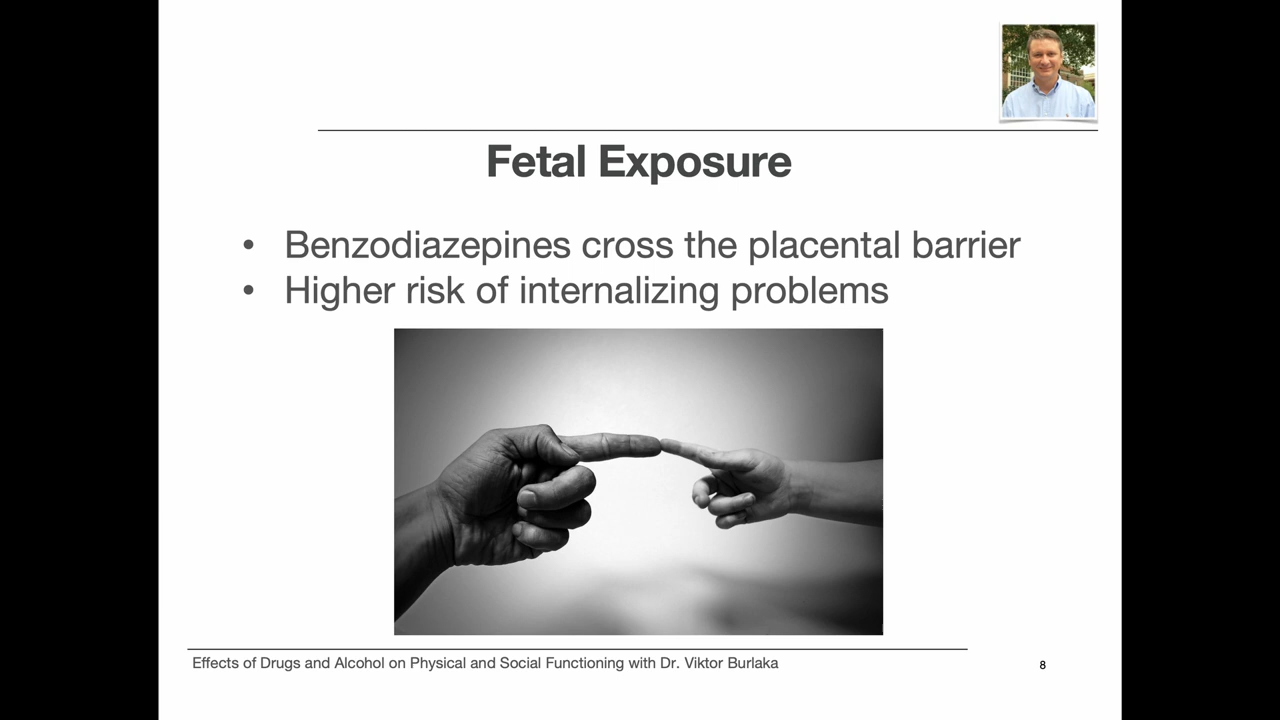 Fetal Exposure
• Benzodiazepines cross the placental barrier
• Higher risk of internalizing problems
Effects of Drugs and Alcohol on Physical and Social Functioning with Dr. Viktor Burlaka
8